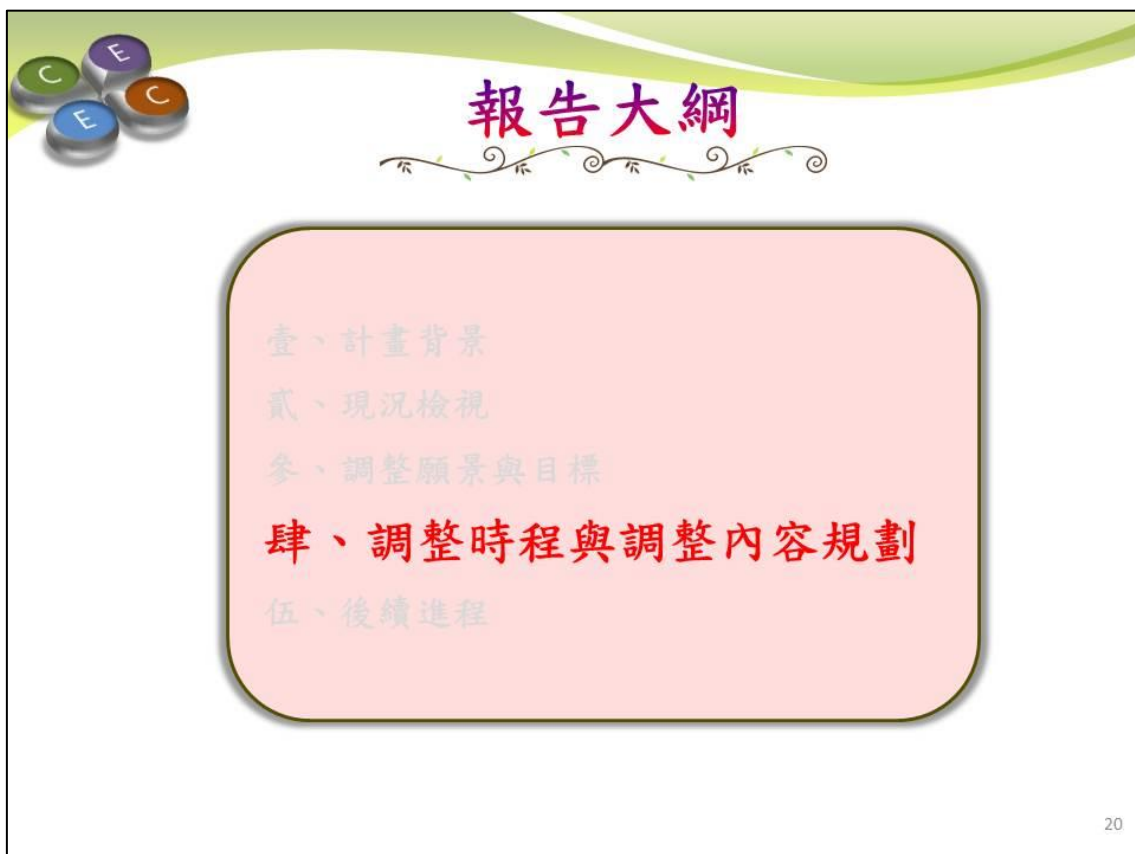 C E E C
報告大綱
壹、計畫背景
貳、現況檢視
參、調整願景與目標
肆、調整時程與調整內容規劃
伍、後續進程
20